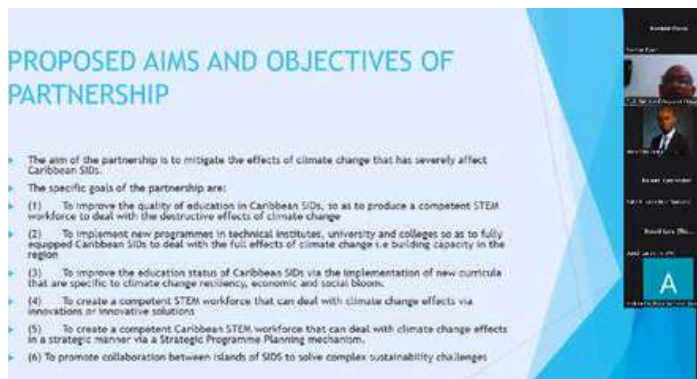 PROPOSED AIMS AND OBJECTIVES OF
PARTNERSHIP
The aim of the partnership is to mitigate the effects of climate change that has severely affect
Caribbean SIDs.
The specific goals of the partnership are:
(1) To improve the quality of education in Caribbean SIDs, so as to produce a competent STEM
workforce to deal with the destructive effects of climate change
(2) To implement new programmes in technical institutes, university and colleges so as to fully
equipped Caribbean SIDs to deal with the full effects of climate change i.e building capacity in the
region
(3) To improve the education status of Caribbean SIDs via the implementation of new curricula
that are specific to climate change resiliency, economic and social bloom.
(4) To create a competent STEM workforce that can deal with climate change effects via
innovations or innovative solutions
(5) To create a competent Caribbean STEM workforce that can deal with climate change effects
in a strategic manner via a Strategic Programme Planning mechanism.
(6) To promote collaboration between islands of SIDS to solve complex sustainability challenges
A